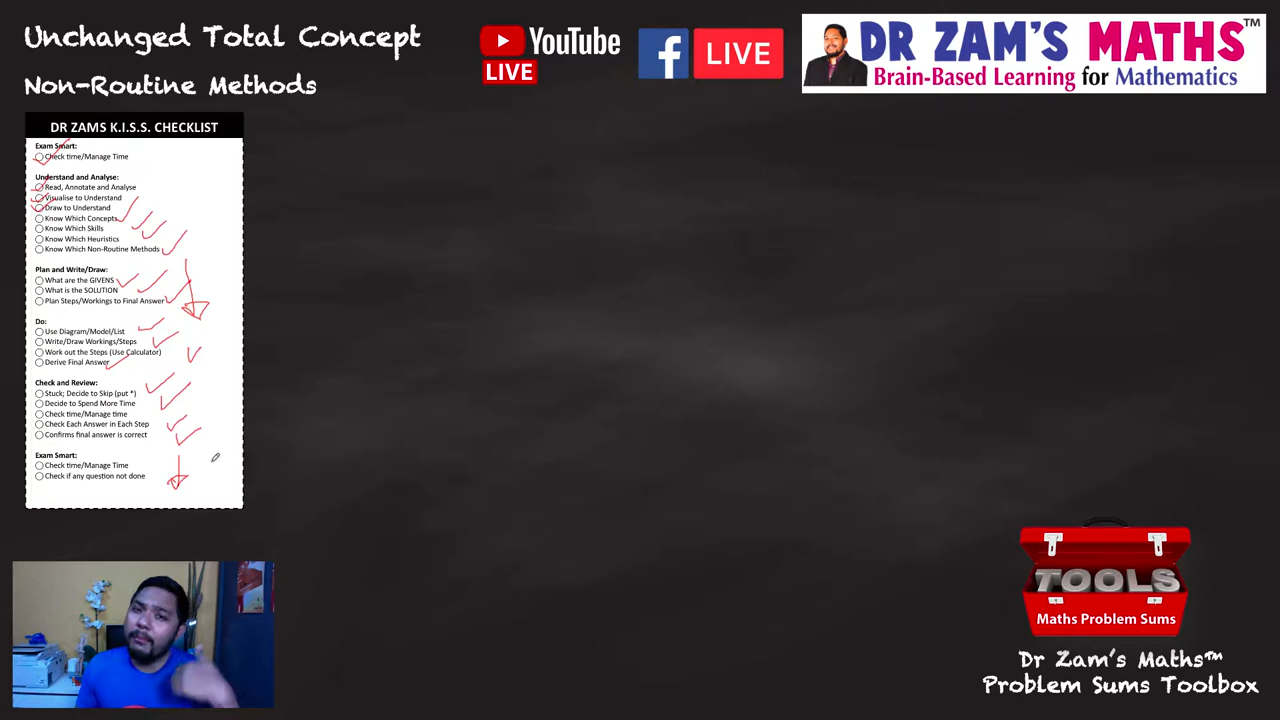 Unchanged Total Concept
Non-Routine Methods
YouTube
LIVE
f LIVE
DR ZAM'S MATHS™
Brain-Based Learning for Mathematics
DR ZAMS K.I.S.S. CHECKLIST
Exam Smart:
Check time/Manage Time
Understand and Analyse:
Read, Annotate and Analyse
Visualise to Understand
Draw to Understand
Know Which Concepts
Know Which Skills
Know Which Heuristics
Know Which Non-Routine Methods
Plan and Write/Draw:
What are the GIVENS
What is the SOLUTION
Plan Steps/Workings to Final Answer
Do:
Use Diagram/Model/List
Write/Draw Workings/Steps
Work out the Steps (Use Calculator)
Derive Final Answer
Check and Review:
Stuck; Decide to Skip (put *)
Decide to Spend More Time
Check time/Manage time
Check Each Answer in Each Step
Confirms final answer is correct
Exam Smart:
Check time/Manage Time
Check if any question not done
TOOLS
Maths Problem Sums
Dr Zam's Maths™
Problem Sums Toolbox